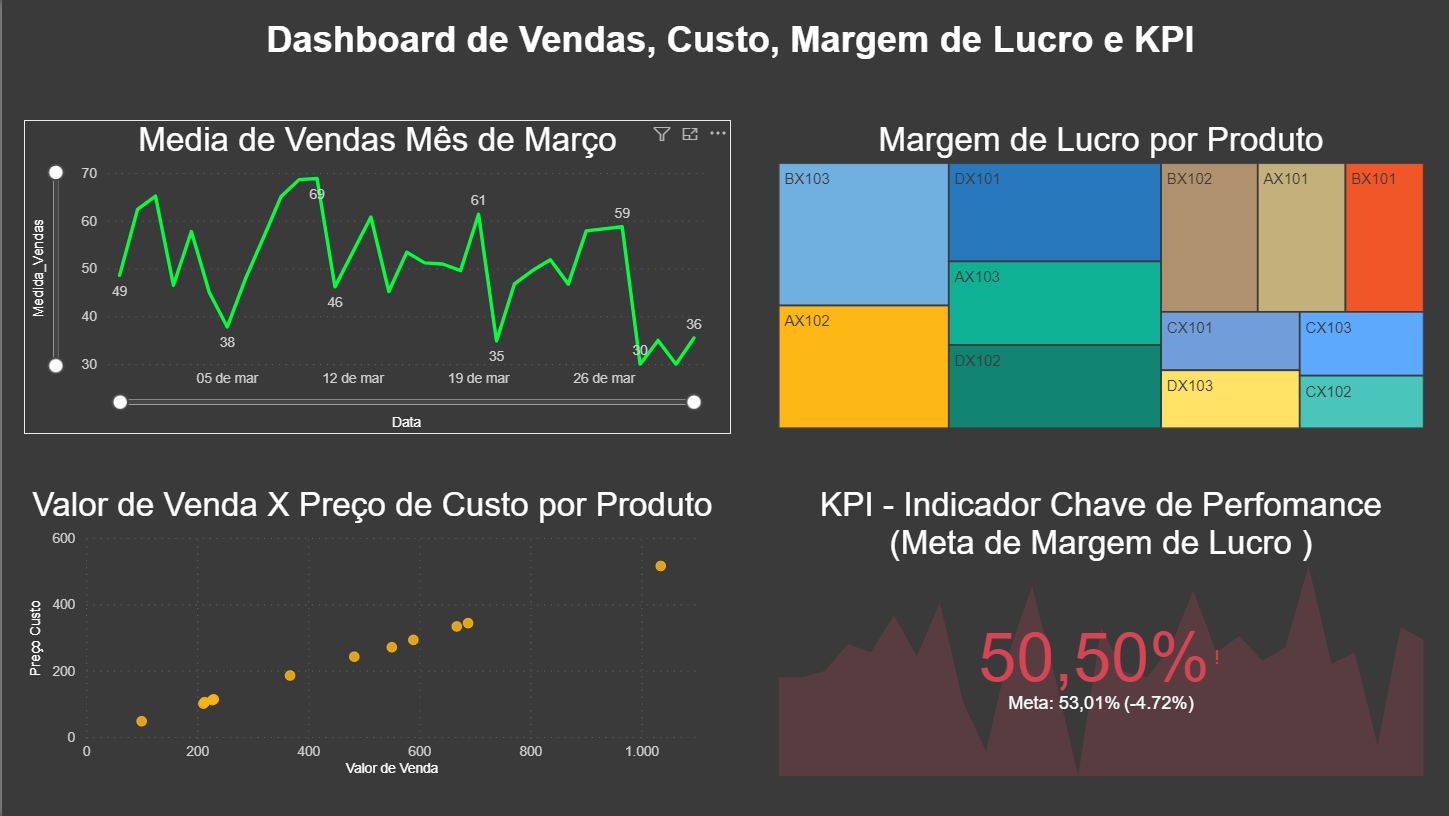 Dashboard de Vendas, Custo, Margem de Lucro e KPI
Media de Vendas Mês de Março
Medida_Vendas
70
60
50
40
30
49
38
69
46
61
35
59
30
36
05 de mar
12 de mar
19 de mar
26 de mar
Data
Margem de Lucro por Produto
BX103
DX101
BX102
AX101
BX101
AX103
AX102
CX101
CX103
DX102
DX103
CX102
Valor de Venda X Preço de Custo por Produto
Preço Custo
600
400
200
0
0
200
400
600
800
1.000
Valor de Venda
KPI - Indicador Chave de Perfomance
(Meta de Margem de Lucro )
50,50% !
Meta: 53,01% (-4.72%)